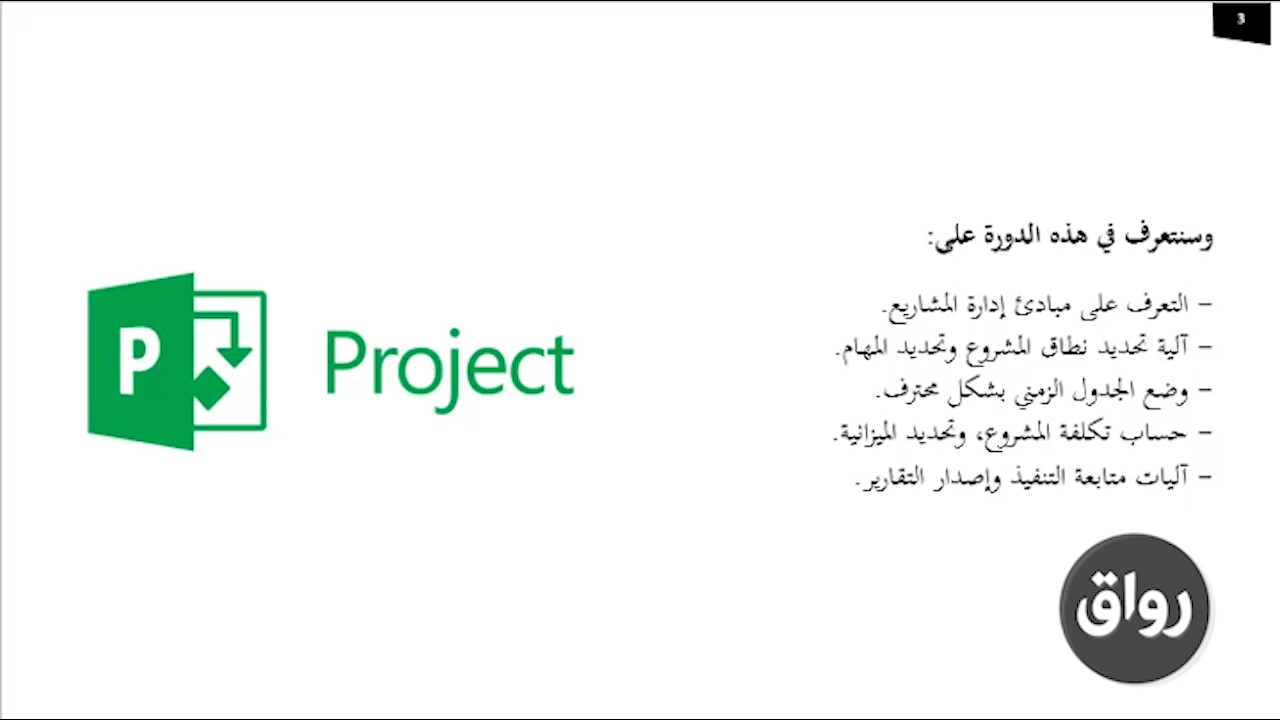 3
وسنتعرف في هذه الدورة على:
– التعرف على مبادئ إدارة المشاريع.
– آلية تحديد نطاق المشروع وتحديد المهام.
– وضع الجدول الزمني بشكل محترف.
– حساب تكلفة المشروع، وتحديد الميزانية.
– آليات متابعة التنفيذ وإصدار التقارير.
P
Project
رواق